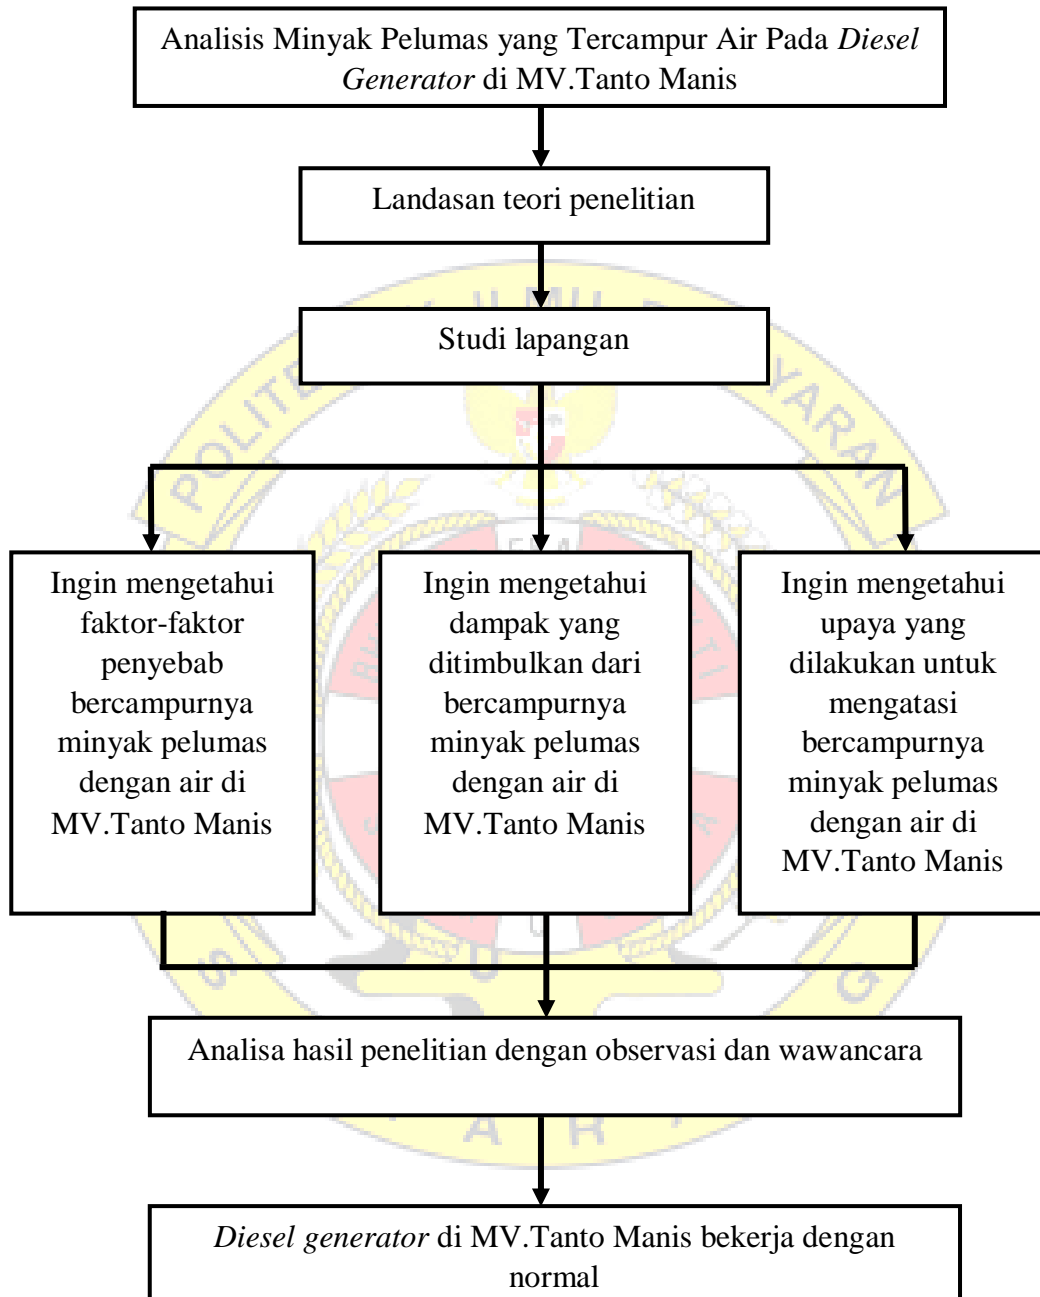 Analisis Minyak Pelumas yang Tercampur Air Pada Diesel
Generator di MV.Tanto Manis
Landasan teori penelitian
Studi lapangan
Ingin mengetahui
faktor-faktor
penyebab
bercampurnya
minyak pelumas
dengan air di
MV.Tanto Manis
Ingin mengetahui
dampak yang
ditimbulkan dari
bercampurnya
minyak pelumas
dengan air di
MV.Tanto Manis
Ingin mengetahui
upaya yang
dilakukan untuk
mengatasi
bercampurnya
minyak pelumas
dengan air di
MV.Tanto Manis
Analisa hasil penelitian dengan observasi dan wawancara
Diesel generator di MV.Tanto Manis bekerja dengan
normal